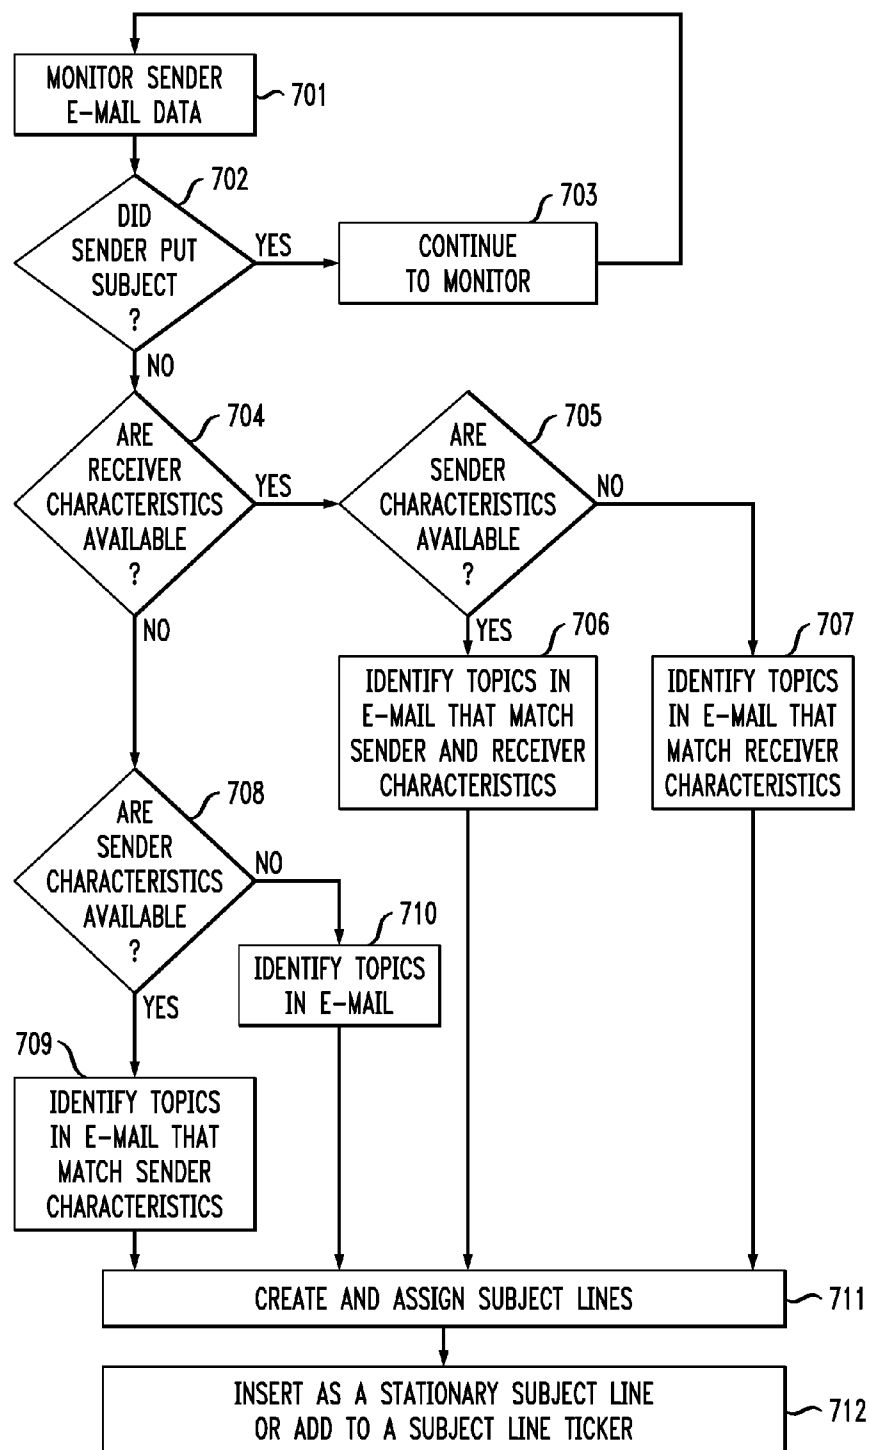 MONITOR SENDER
E-MAIL DATA
701
702
DID
SENDER PUT
SUBJECT
?
YES
703
CONTINUE
TO MONITOR
NO
704
ARE
RECEIVER
CHARACTERISTICS
AVAILABLE
?
YES
705
ARE
SENDER
CHARACTERISTICS
AVAILABLE
?
NO
NO
YES
706
IDENTIFY TOPICS IN
E-MAIL THAT MATCH
SENDER AND RECEIVER
CHARACTERISTICS
707
IDENTIFY TOPICS
IN E-MAIL THAT
MATCH RECEIVER
CHARACTERISTICS
708
ARE
SENDER
CHARACTERISTICS
AVAILABLE
?
NO
710
IDENTIFY TOPICS
IN E-MAIL
YES
709
IDENTIFY TOPICS
IN E-MAIL THAT
MATCH SENDER
CHARACTERISTICS
CREATE AND ASSIGN SUBJECT LINES
711
INSERT AS A STATIONARY SUBJECT LINE
OR ADD TO A SUBJECT LINE TICKER
712